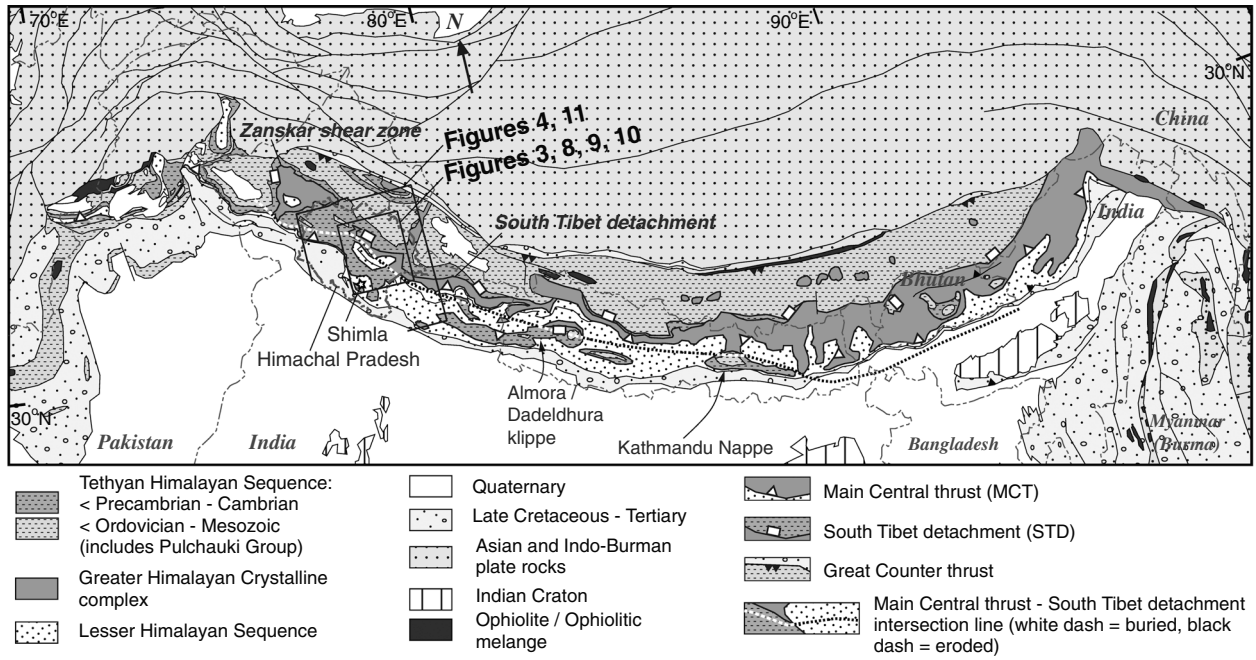 70°E
80°E
N
90°E
30°N
China
Zanskar shear zone
Figures 4, 11
Figures 3, 8, 9, 10
South Tibet detachment
India
Bhutan
Shimla
Himachal Pradesh
Almora /
Dadeldhura
klippe
Kathmandu Nappe
30°N
Pakistan
India
Bangladesh
Myanmar
(Burma)
Tethyan Himalayan Sequence:
< Precambrian - Cambrian
< Ordovician - Mesozoic
(includes Pulchauki Group)
Greater Himalayan Crystalline
complex
Lesser Himalayan Sequence
Quaternary
Late Cretaceous - Tertiary
Asian and Indo-Burman
plate rocks
Indian Craton
Ophiolite / Ophiolitic
melange
Main Central thrust (MCT)
South Tibet detachment (STD)
Great Counter thrust
Main Central thrust - South Tibet detachment
intersection line (white dash = buried, black
dash = eroded)